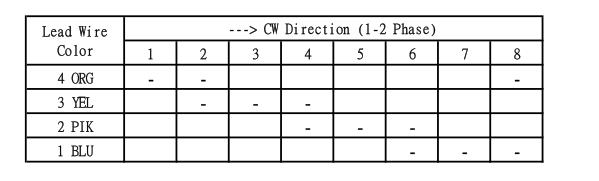 Lead Wire Color ---> CW Direction (1-2 Phase)
1 2 3 4 5 6 7 8
4 ORG - - -
3 YEL - - -
2 PIK - - -
1 BLU - - -